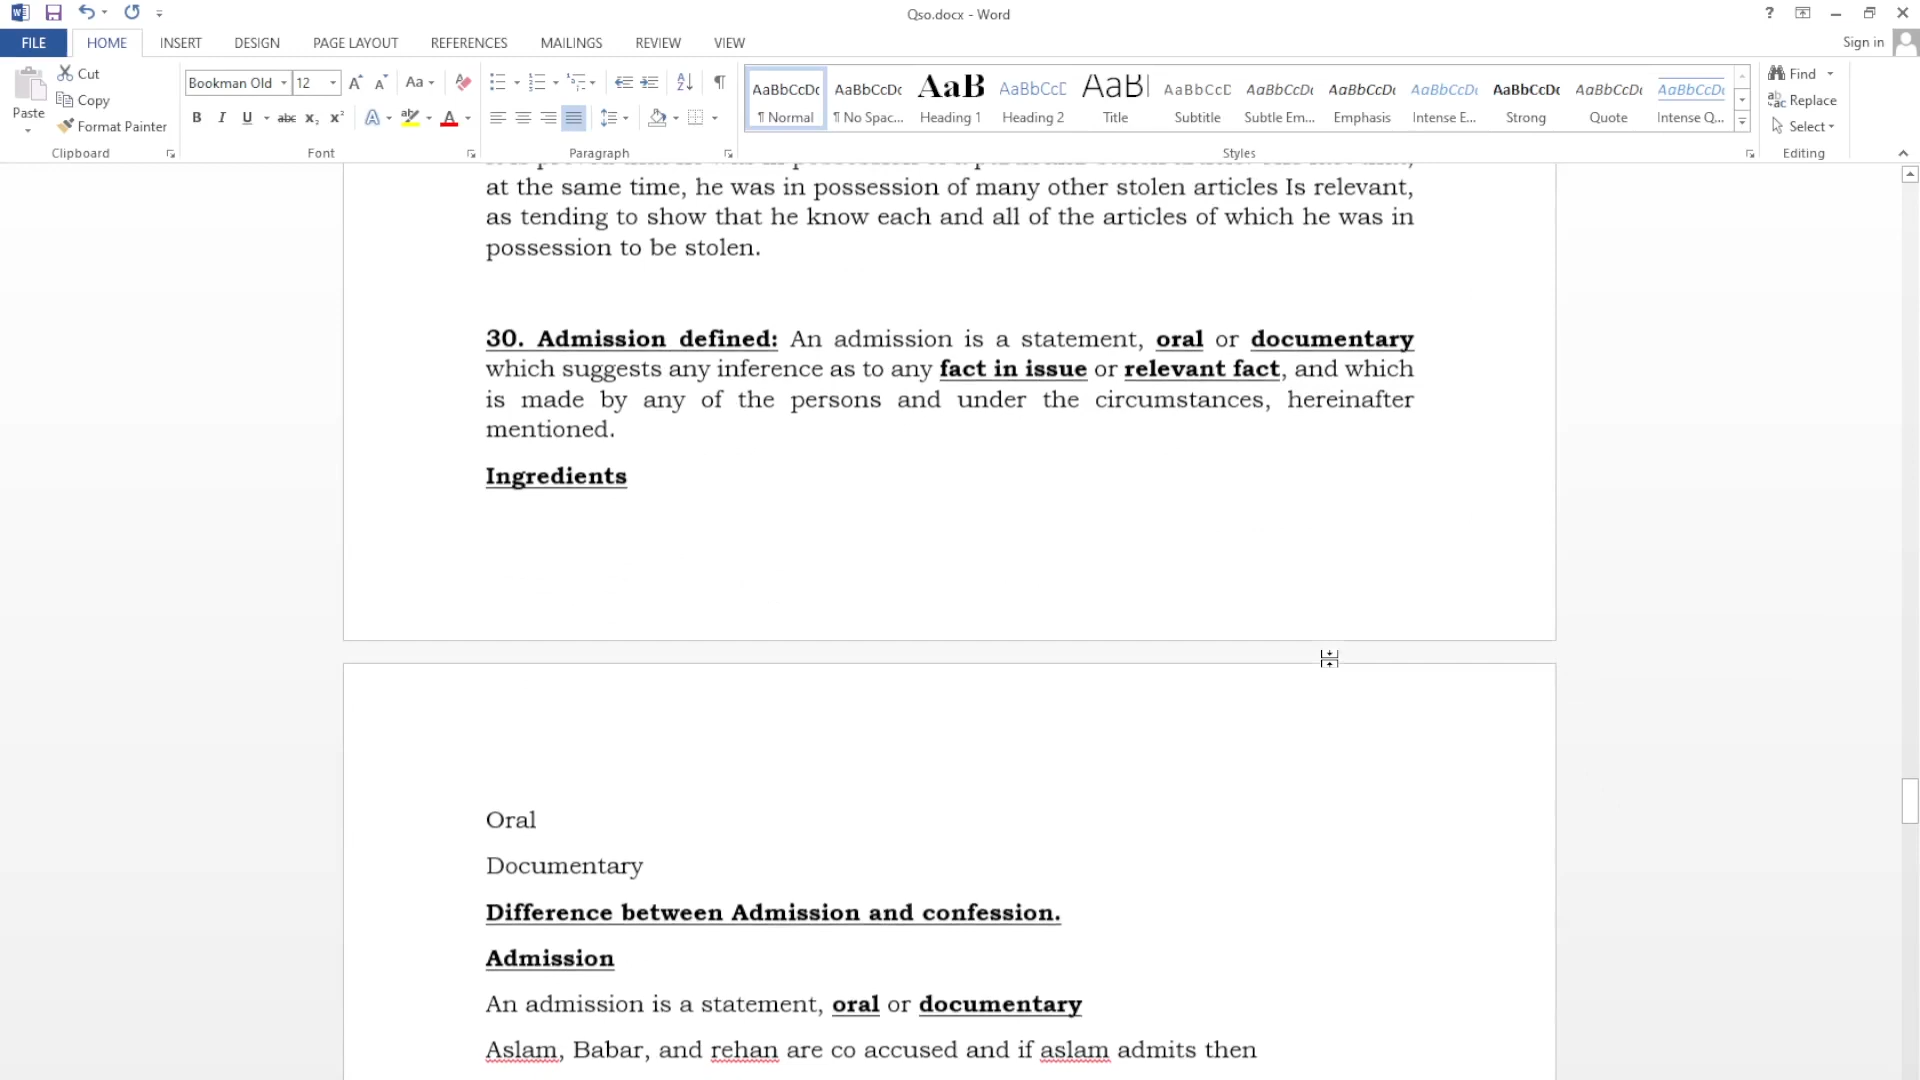 Qso.docx - Word
?
FILE HOME INSERT DESIGN PAGE LAYOUT REFERENCES MAILINGS REVIEW VIEW
Sign in
Paste
Cut
Copy
Format Painter
Clipboard
Bookman Old 12
Font
Paragraph
AaBbCcDc AaBbCcDc AaB AaBbCcC AaB AaBbCcC AaBbCcDc AaBbCcDc AaBbCcDc AaBbCcDc AaBbCcDc AaBbCcDc
¶ Normal ¶ No Spac... Heading 1 Heading 2 Title Subtitle Subtle Em... Emphasis Intense E... Strong Quote Intense Q...
Styles
Find
Replace
Select
Editing
at the same time, he was in possession of many other stolen articles Is relevant,
as tending to show that he know each and all of the articles of which he was in
possession to be stolen.
30. Admission defined: An admission is a statement, oral or documentary
which suggests any inference as to any fact in issue or relevant fact, and which
is made by any of the persons and under the circumstances, hereinafter
mentioned.
Ingredients
Oral
Documentary
Difference between Admission and confession.
Admission
An admission is a statement, oral or documentary
Aslam, Babar, and rehan are co accused and if aslam admits then